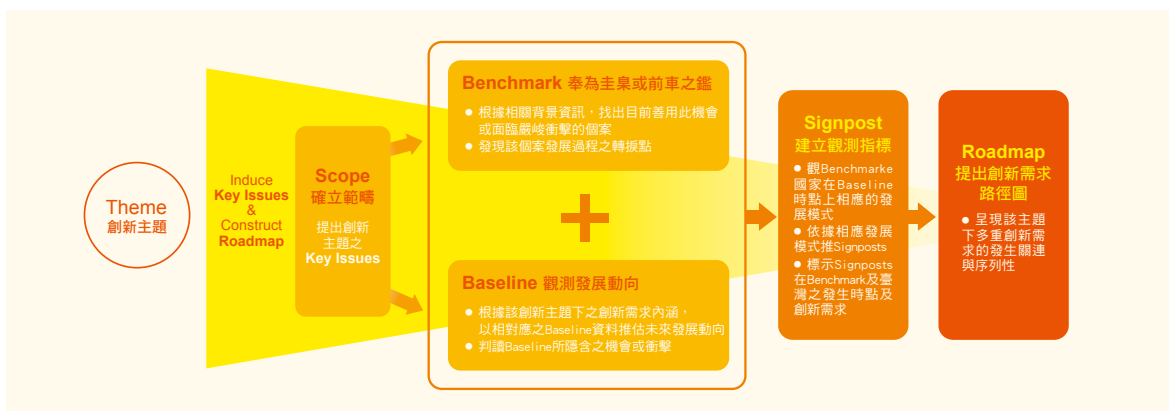 Theme
創新主題
Induce
Key Issues
&
Construct
Roadmap
Scope
確立範疇
提出創新
主題之
Key Issues
Benchmark 奉為圭臬或前車之鑑
● 根據相關背景資訊，找出目前善用此機會
或面臨嚴峻衝擊的個案
● 發現該個案發展過程之轉捩點
Baseline 觀測發展動向
● 根據該創新主題下之創新需求內涵，
以相對應之Baseline資料推估未來發展動向
● 判讀Baseline所隱含之機會或衝擊
Signpost
建立觀測指標
● 觀Benchmarke
國家在Baseline
時點上相應的發
展模式
● 依據相應發展
模式推Signposts
● 標示Signposts
在Benchmark及臺
灣之發生時點及
創新需求
Roadmap
提出創新需求
路徑圖
● 呈現該主題
下多重創新需
求的發生關連
與序列性